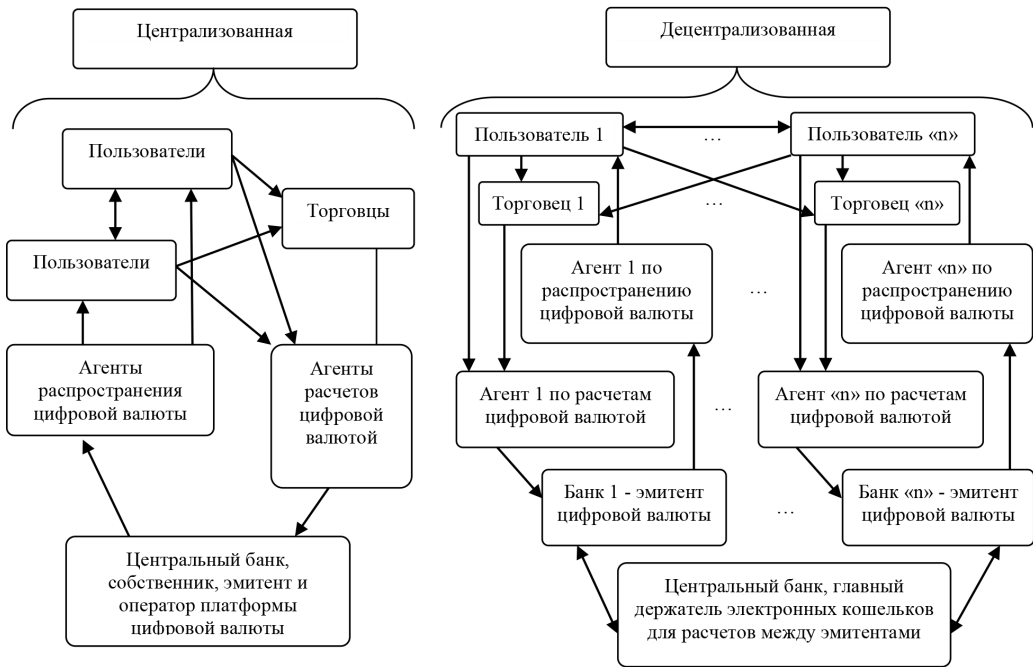 Централизованная
Пользователи
Торговцы
Пользователи
Агенты
распространения
цифровой валюты
Агенты
расчетов
цифровой
валютой
Центральный банк,
собственник, эмитент и
оператор платформы
цифровой валюты
Децентрализованная
Пользователь 1
...
Пользователь «n»
Торговец 1
...
Торговец «n»
Агент 1 по
распространению
цифровой валюты
...
Агент «n» по
распространению
цифровой валюты
Агент 1 по расчетам
цифровой валютой
...
Агент «n» по расчетам
цифровой валютой
Банк 1 - эмитент
цифровой валюты
...
Банк «n» - эмитент
цифровой валюты
Центральный банк, главный
держатель электронных кошельков
для расчетов между эмитентами